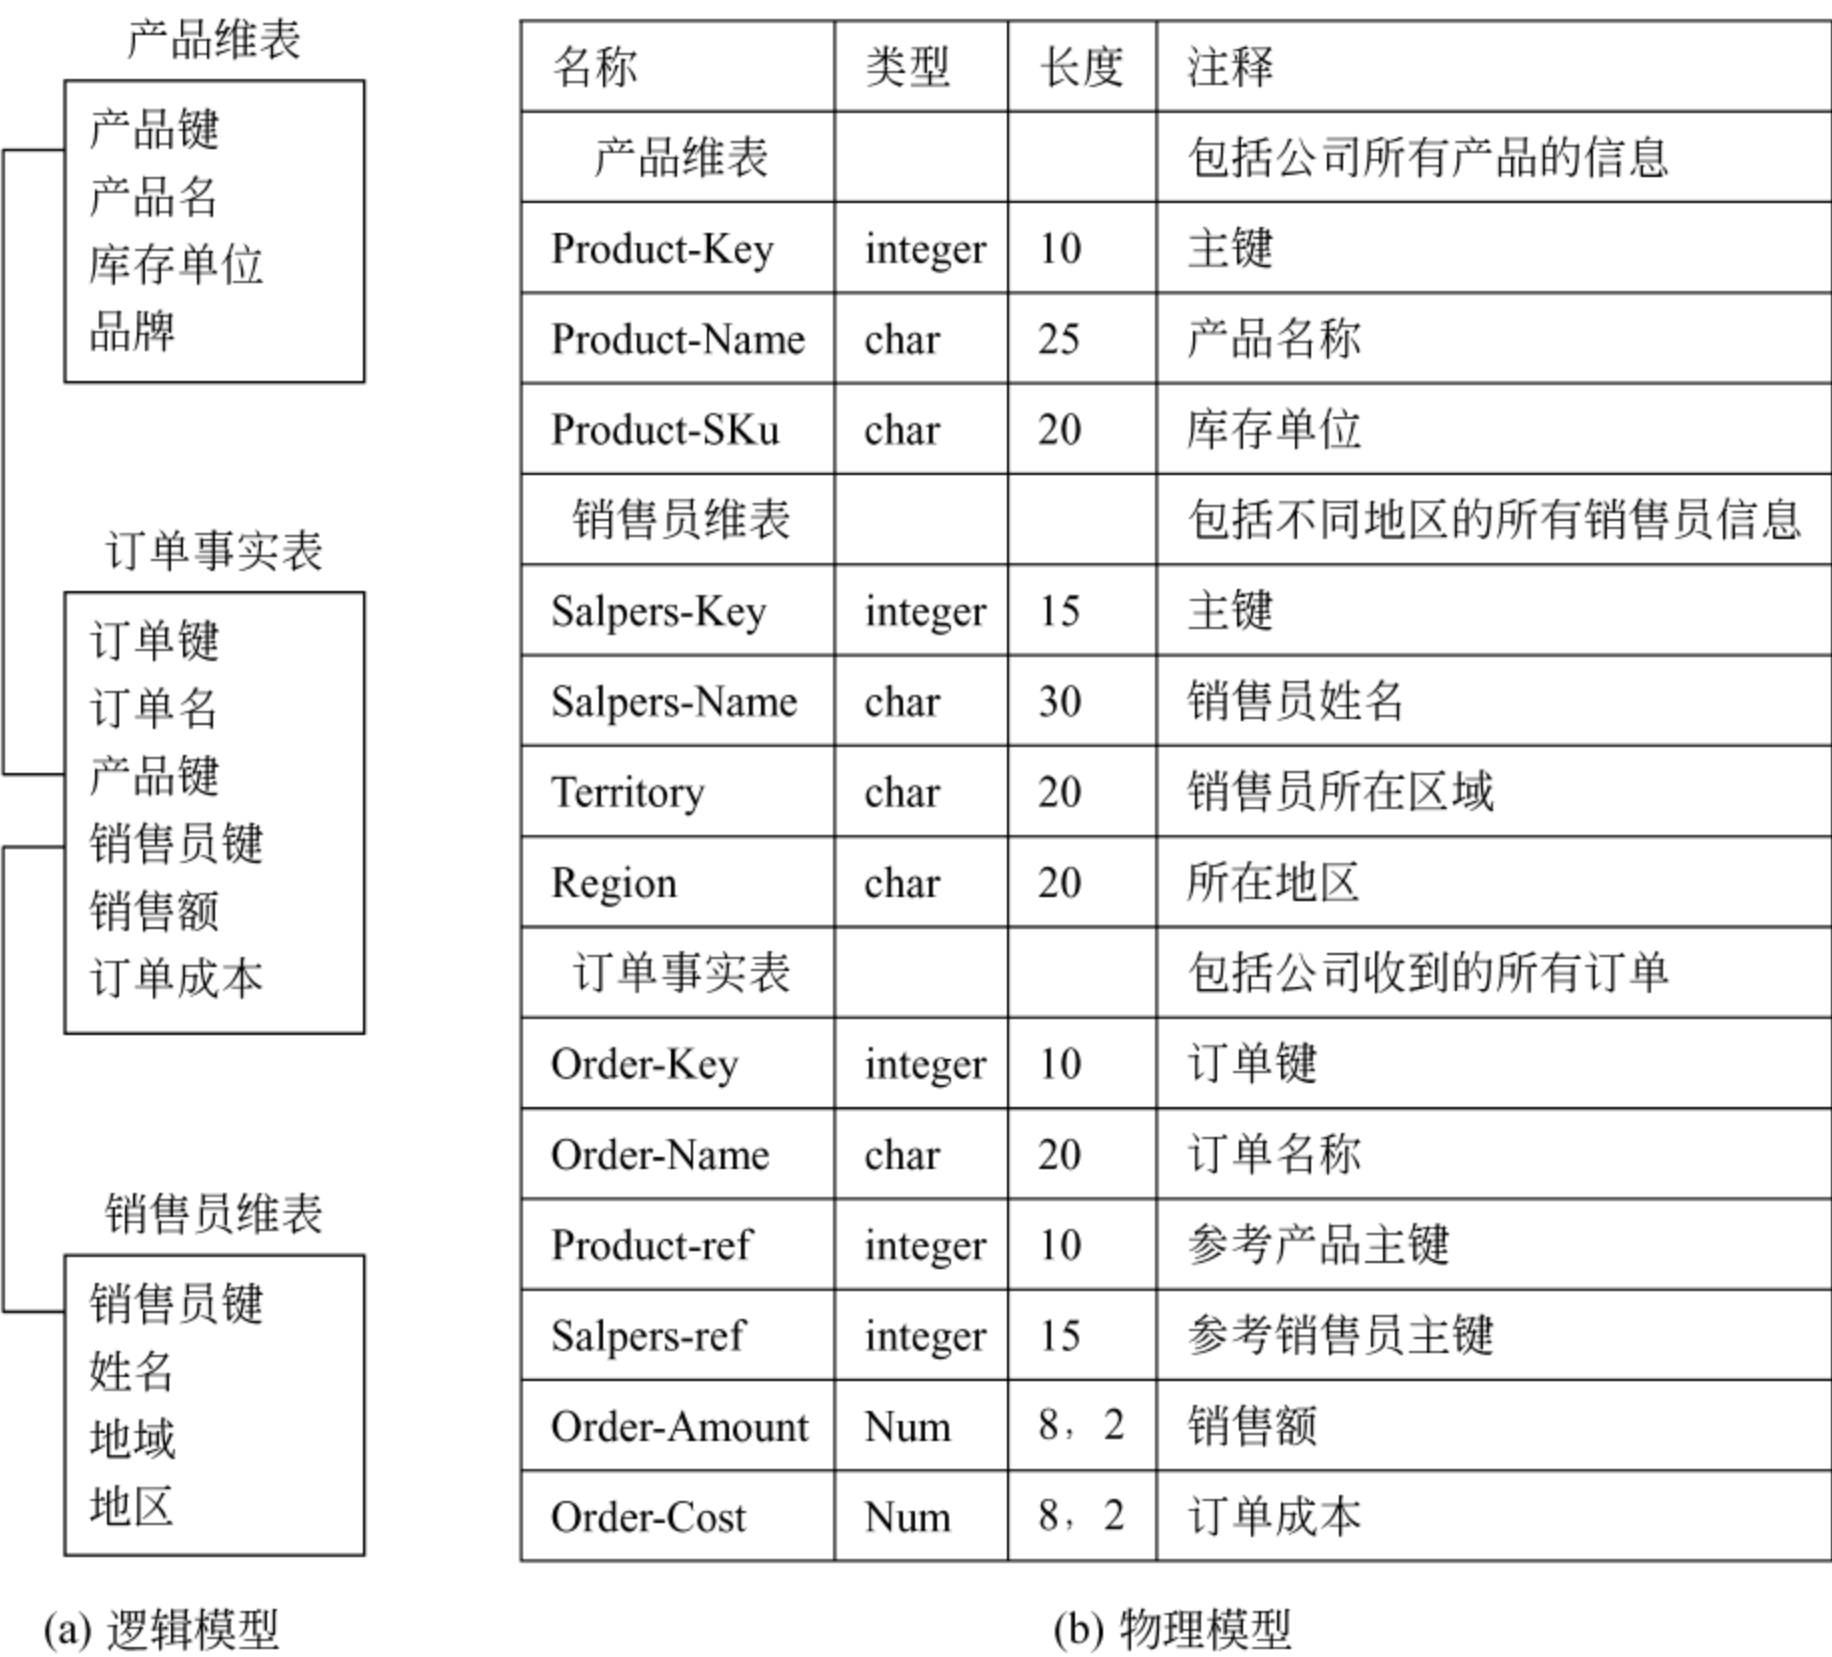 产品维表
产品键
产品名
库存单位
品牌
订单事实表
订单键
订单名
产品键
销售员键
销售额
订单成本
销售员维表
销售员键
姓名
地域
地区
(a) 逻辑模型
名称 类型 长度 注释
产品维表 包括公司所有产品的信息
Product-Key integer 10 主键
Product-Name char 25 产品名称
Product-SKu char 20 库存单位
销售员维表 包括不同地区的所有销售员信息
Salpers-Key integer 15 主键
Salpers-Name char 30 销售员姓名
Territory char 20 销售员所在区域
Region char 20 所在地区
订单事实表 包括公司收到的所有订单
Order-Key integer 10 订单键
Order-Name char 20 订单名称
Product-ref integer 10 参考产品主键
Salpers-ref integer 15 参考销售员主键
Order-Amount Num 8，2 销售额
Order-Cost Num 8，2 订单成本
(b) 物理模型